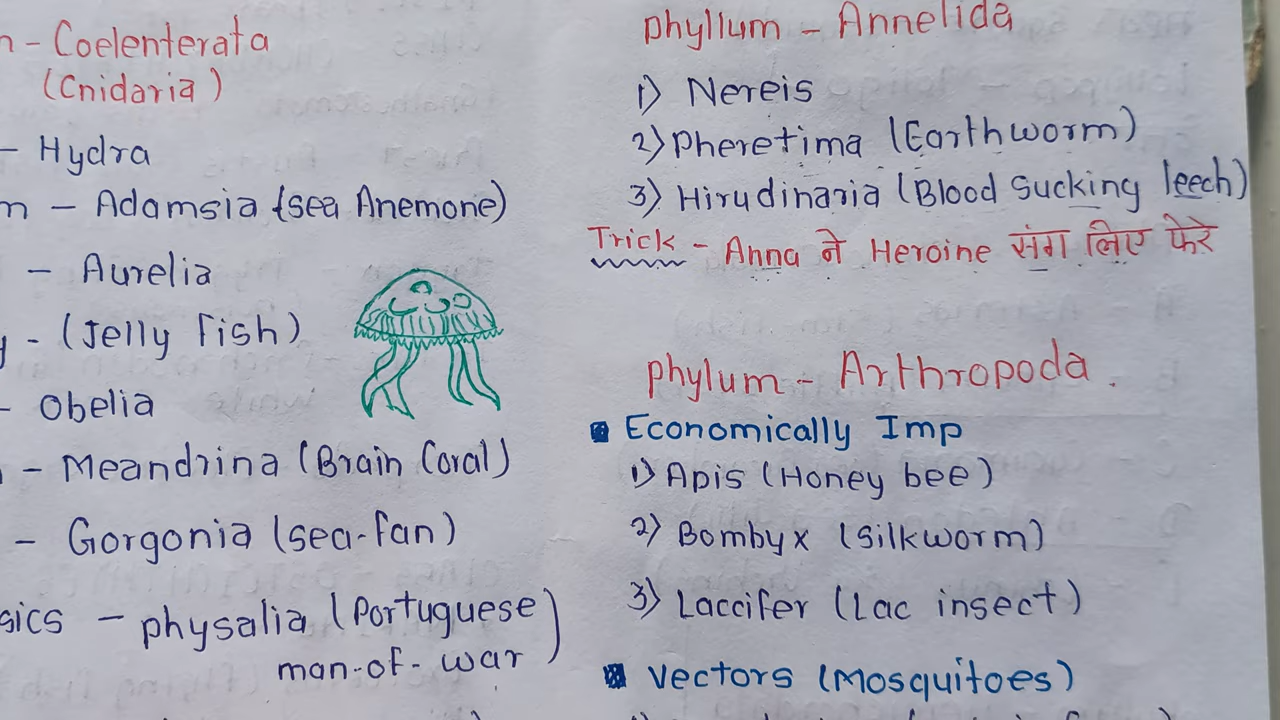 - Coelenterata
(Cnidaria)
- Hydra
- Adamsia (sea Anemone)
- Aurelia
- (Jelly fish)
- Obelia
- Meandrina (Brain Coral)
- Gorgonia (sea-fan)
sics - physalia (Portuguese
man-of-war)
phyllum - Annelida
1) Nereis
2) Pheretima (Earthworm)
3) Hirudinaria (Blood sucking leech)
Trick - Anna ने Heroine संग लिए फेरे
phylum - Arthropoda.
Economically Imp
1) Apis (Honey bee)
2) Bombyx (silkworm)
3) Laccifer (Lac insect)
Vectors (Mosquitoes)